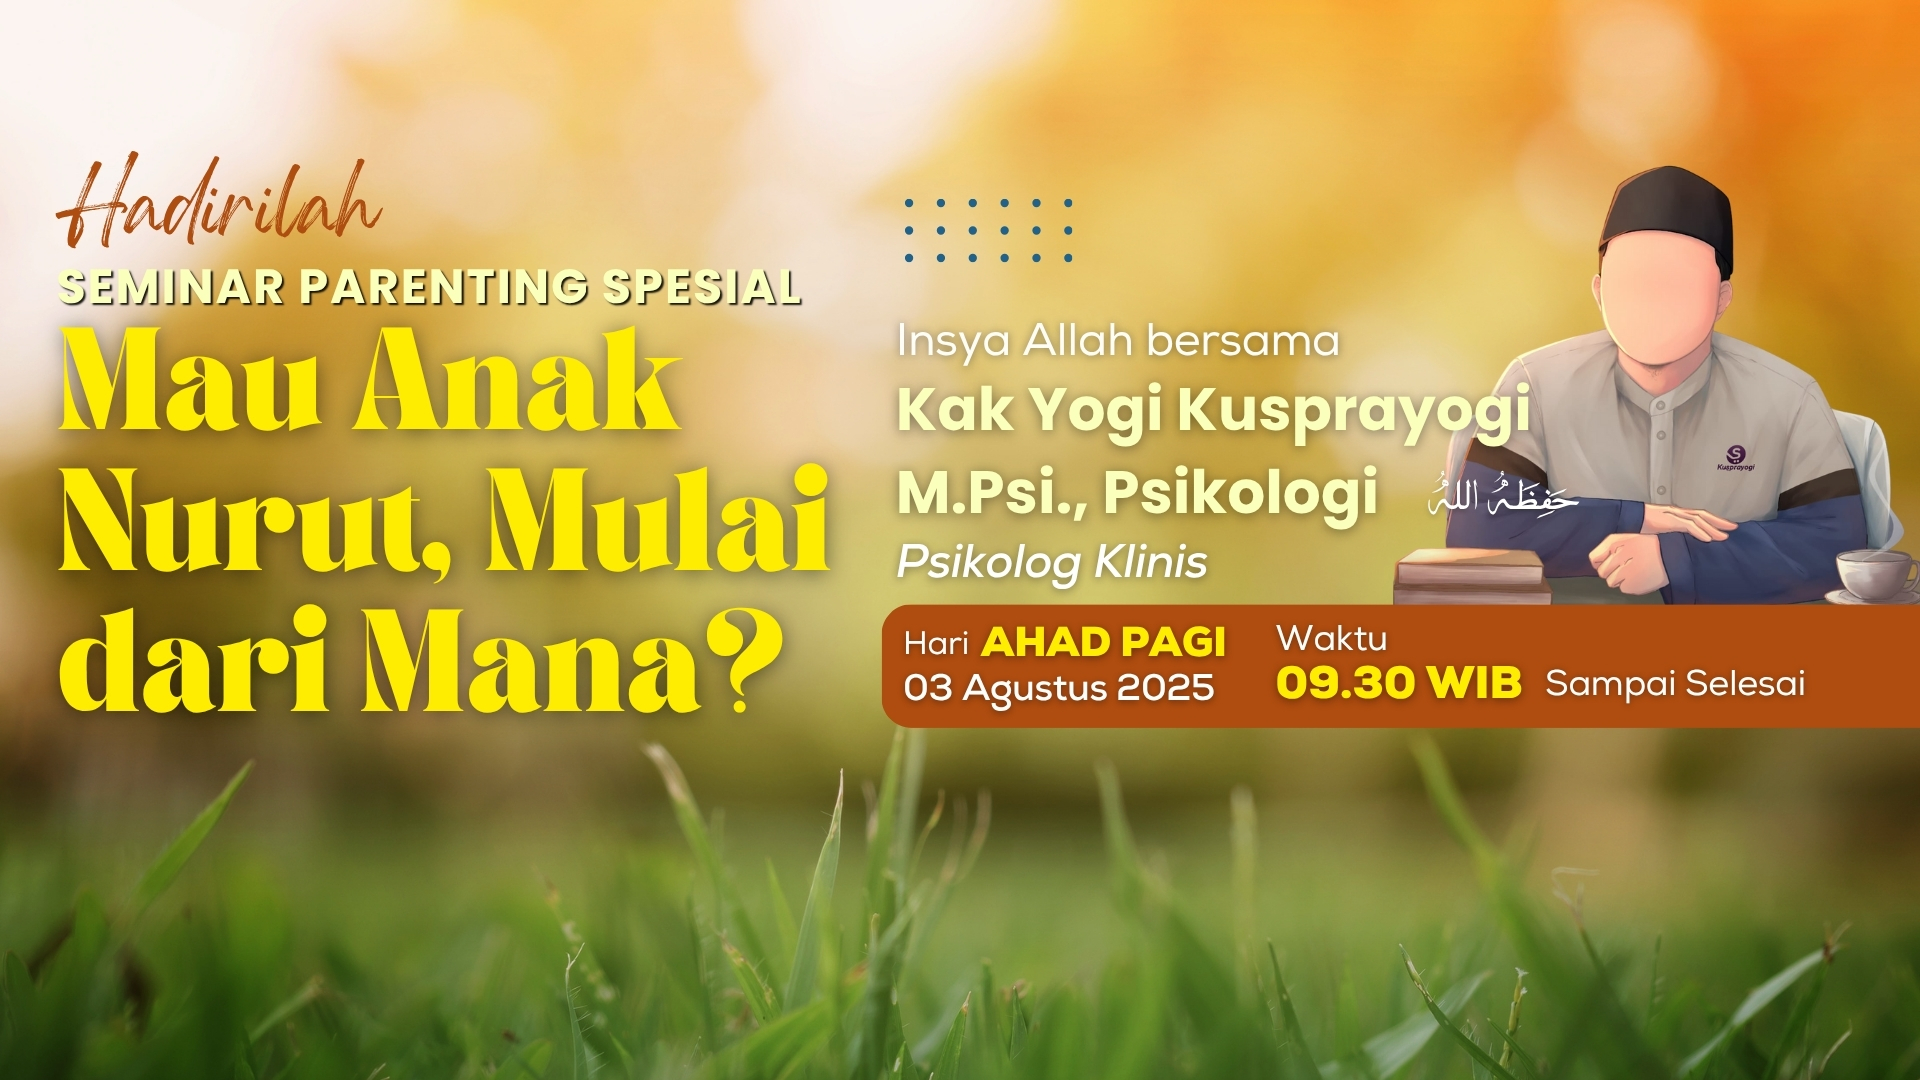 Hadirilah
SEMINAR PARENTING SPESIAL
Mau Anak
Nurut, Mulai
dari Mana?
Insya Allah bersama
Kak Yogi Kusprayogi
M.Psi., Psikologi حَفِظَهُ اللهُ
Psikolog Klinis
Kusprayogi
Hari AHAD PAGI
03 Agustus 2025
Waktu
09.30 WIB Sampai Selesai